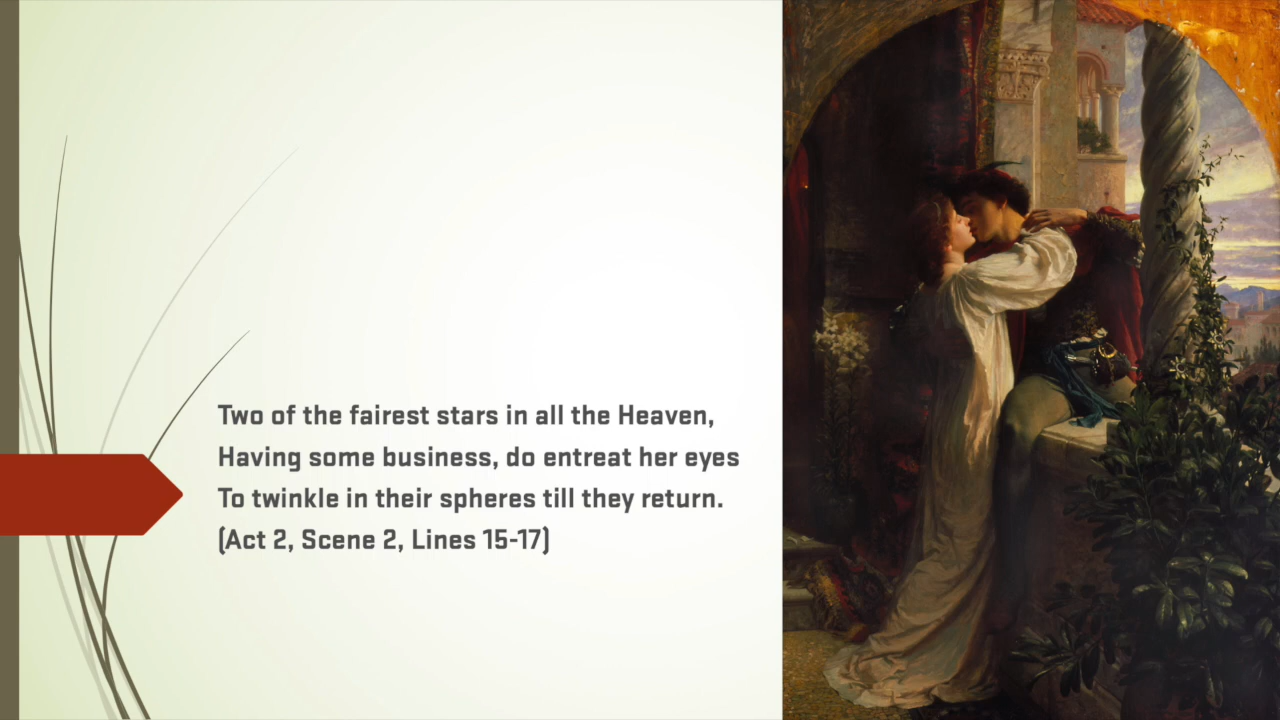 Two of the fairest stars in all the Heaven,
Having some business, do entreat her eyes
To twinkle in their spheres till they return.
(Act 2, Scene 2, Lines 15-17)